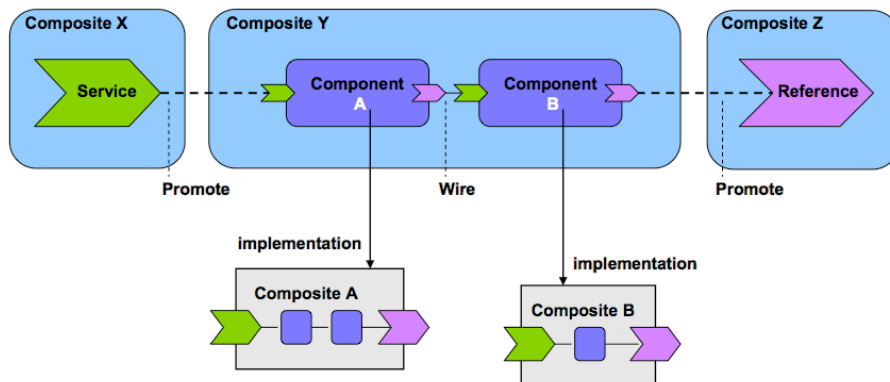 Composite X
Composite Y
Composite Z
Service
Component
A
Component
B
Reference
Promote
Wire
Promote
implementation
implementation
Composite A
Composite B